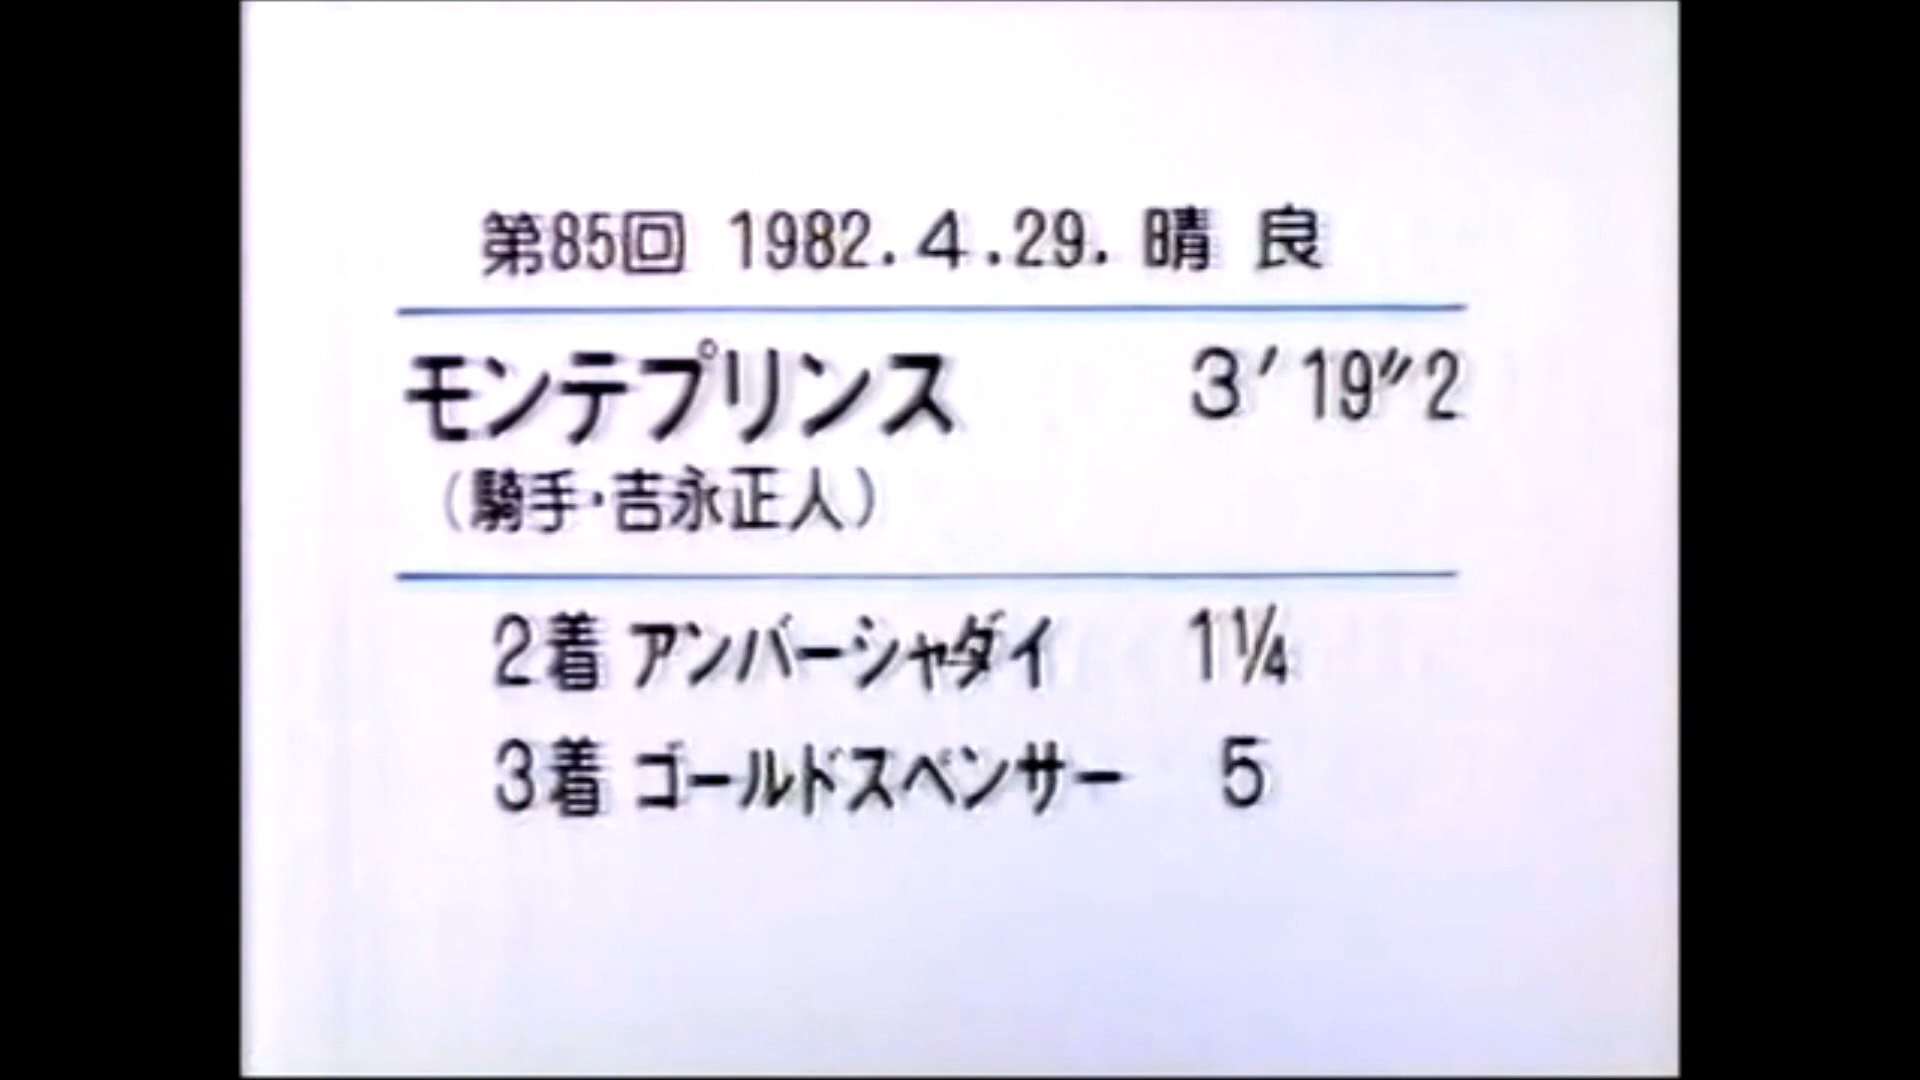 第85回 1982.4.29. 晴 良
モンテプリンス 3′19″2
（騎手・吉永正人）
2着 アンバーシャダイ 1¼
3着 ゴールドスペンサー 5